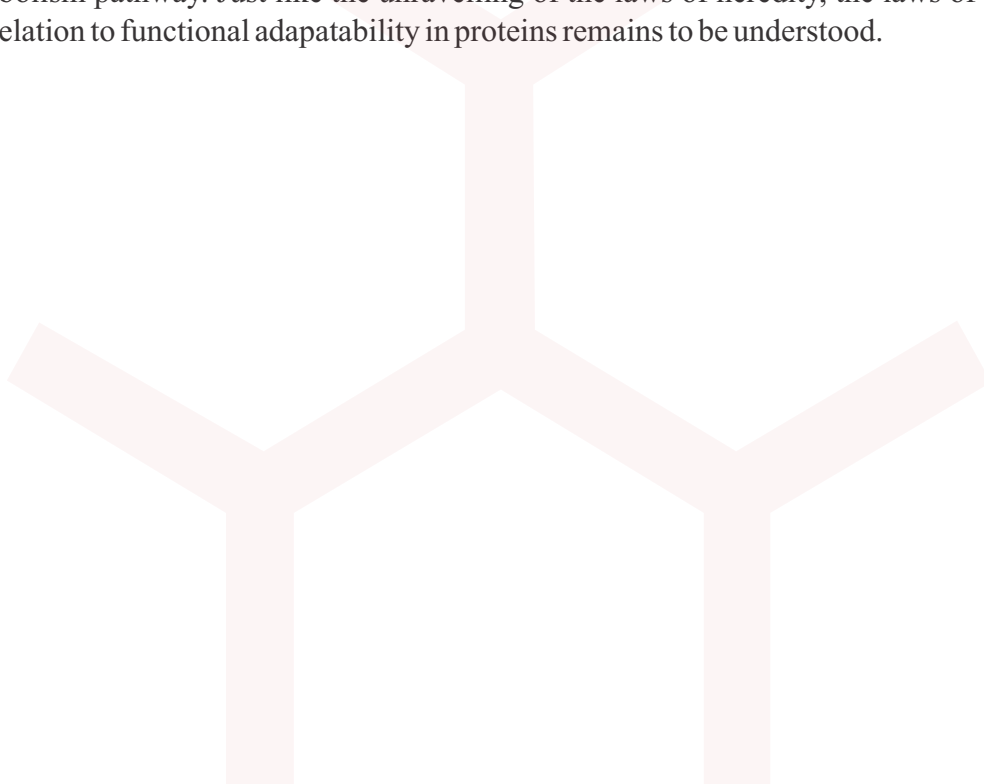 bolism pathway. Just like the unravelling of the laws of heredity, the laws of
elation to functional adapatability in proteins remains to be understood.